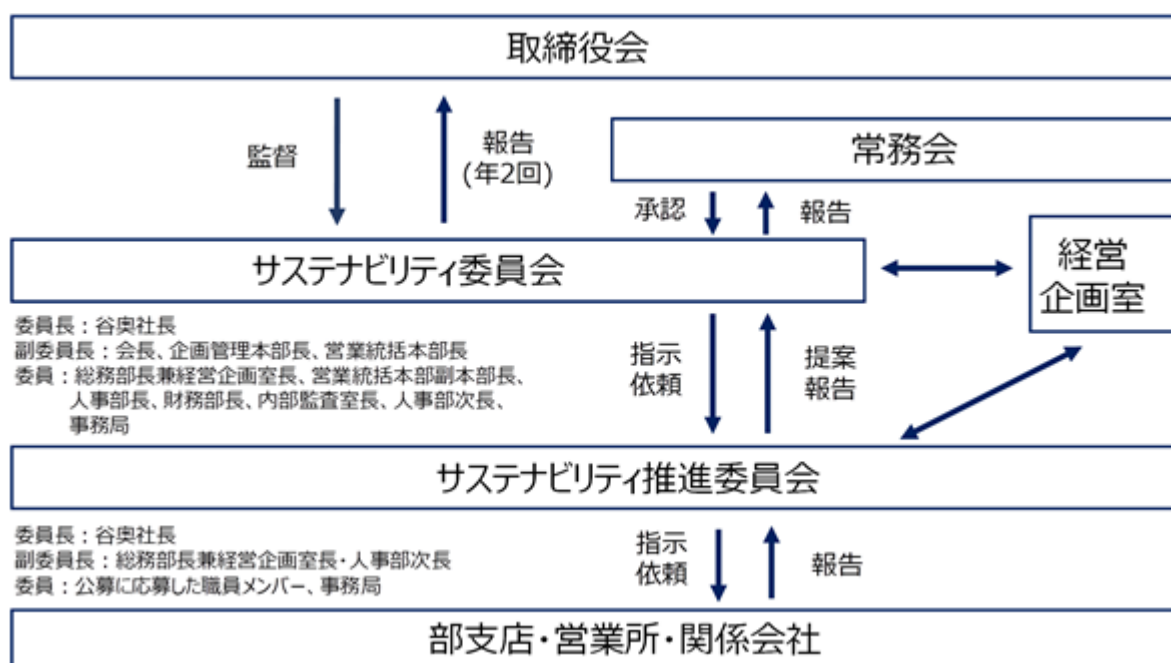 取締役会
監督
報告
(年2回)
常務会
承認
報告
サステナビリティ委員会
経営
企画室
委員長：谷奥社長
副委員長：会長、企画管理本部長、営業統括本部長
委員：総務部長兼経営企画室長、営業統括本部副本部長、
人事部長、財務部長、内部監査室長、人事部次長、
事務局
指示
依頼
提案
報告
サステナビリティ推進委員会
委員長：谷奥社長
副委員長：総務部長兼経営企画室長・人事部次長
委員：公募に応募した職員メンバー、事務局
指示
依頼
報告
部支店・営業所・関係会社